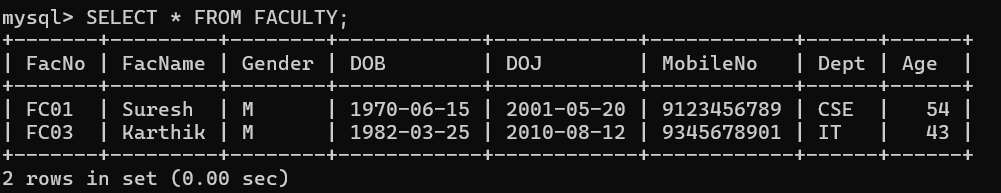 mysql> SELECT * FROM FACULTY;
+-------+---------+--------+------------+------------+------------+------+------+
| FacNo | FacName | Gender | DOB        | DOJ        | MobileNo   | Dept | Age  |
+-------+---------+--------+------------+------------+------------+------+------+
| FC01  | Suresh  | M      | 1970-06-15 | 2001-05-20 | 9123456789 | CSE  |   54 |
| FC03  | Karthik | M      | 1982-03-25 | 2010-08-12 | 9345678901 | IT   |   43 |
+-------+---------+--------+------------+------------+------------+------+------+
2 rows in set (0.00 sec)